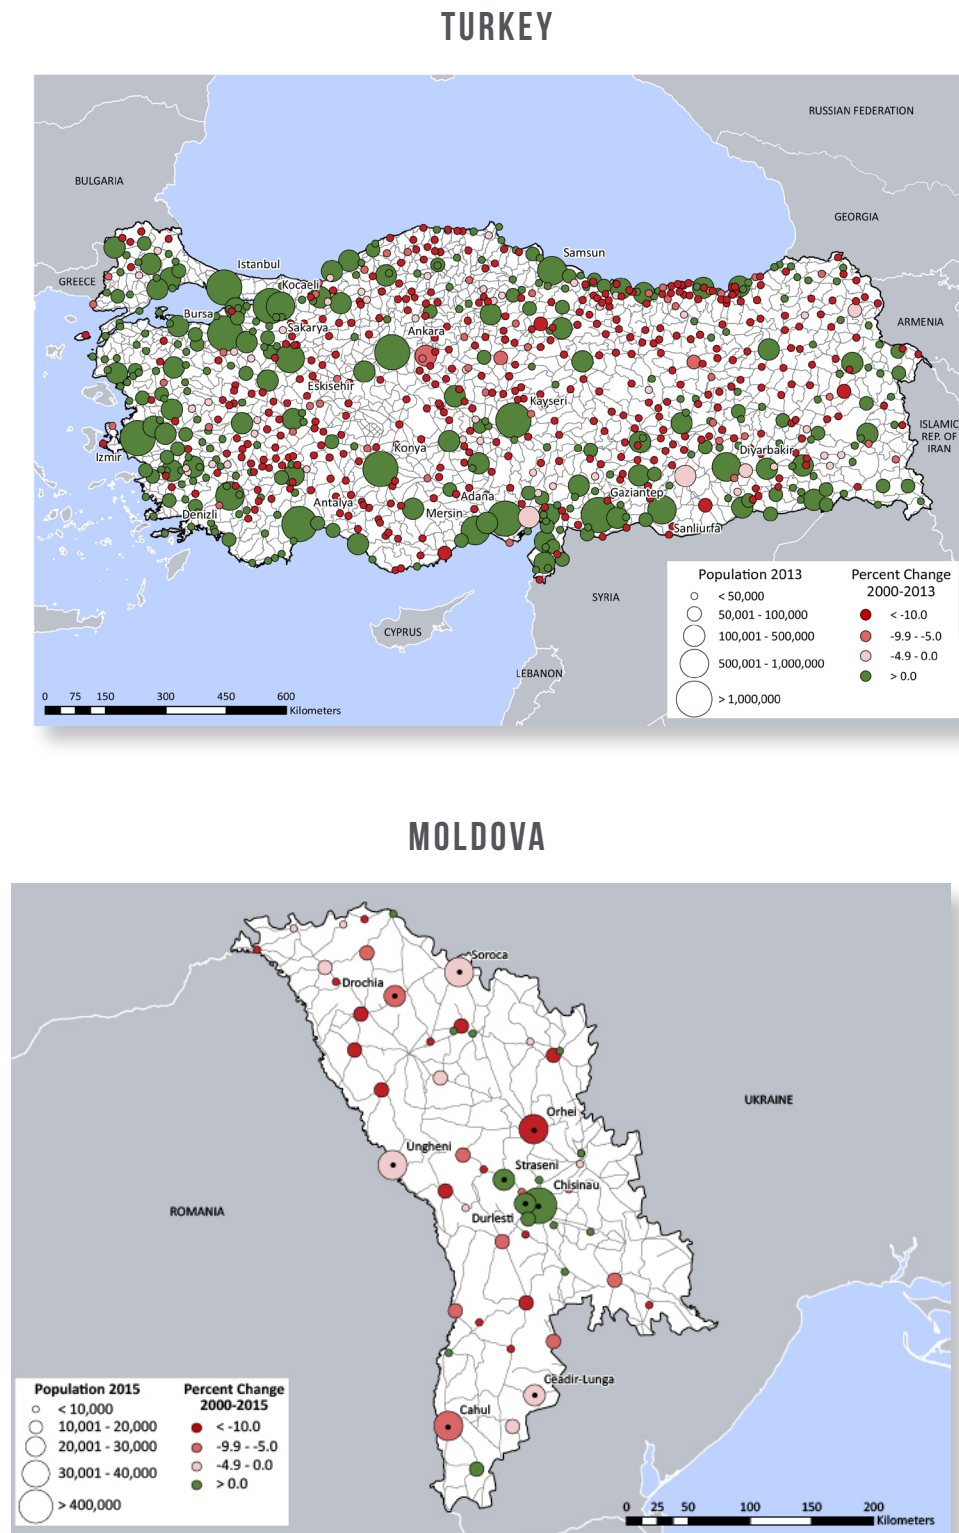 TURKEY
RUSSIAN FEDERATION
BULGARIA
GEORGIA
Istanbul
Samsun
GREECE
Kocaeli
Bursa
Sakarya
Ankara
ARMENIA
Eskisehir
Kayseri
ISLAMIC
REP. OF
IRAN
Izmir
Konya
Diyarbakir
Denizli
Antalya
Adana
Mersin
Gaziantep
Sanliurfa
SYRIA
CYPRUS
LEBANON
Population 2013
< 50,000
50,001 - 100,000
100,001 - 500,000
500,001 - 1,000,000
> 1,000,000
Percent Change
2000-2013
< -10.0
-9.9 - -5.0
-4.9 - 0.0
> 0.0
0 75 150 300 450 600
Kilometers
MOLDOVA
Soroca
Drochia
UKRAINE
Orhei
Ungheni
Straseni
Chisinau
ROMANIA
Durlesti
Ceadir-Lunga
Cahul
Population 2015
< 10,000
10,001 - 20,000
20,001 - 30,000
30,001 - 40,000
> 400,000
Percent Change
2000-2015
< -10.0
-9.9 - -5.0
-4.9 - 0.0
> 0.0
0 25 50 100 150 200
Kilometers